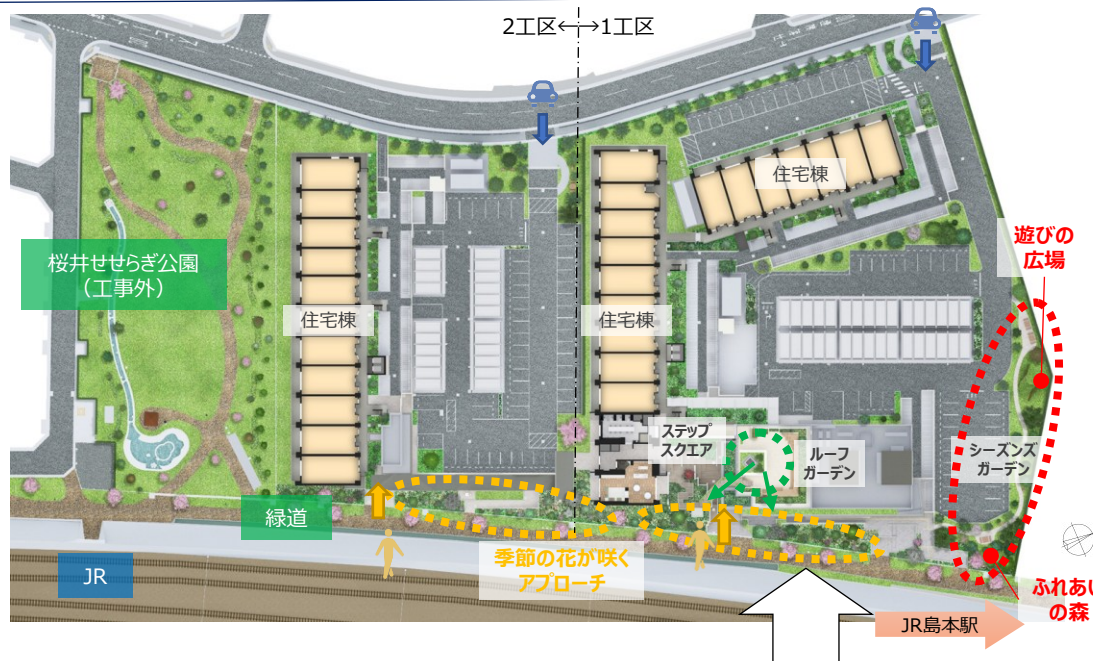 2工区←→1工区
住宅棟
遊びの
広場
桜井せせらぎ公園
（工事外）
住宅棟
住宅棟
ステップ
スクエア
ルーフ
ガーデン
シーズンズ
ガーデン
緑道
季節の花が咲く
アプローチ
JR
ふれあい
の森
JR島本駅